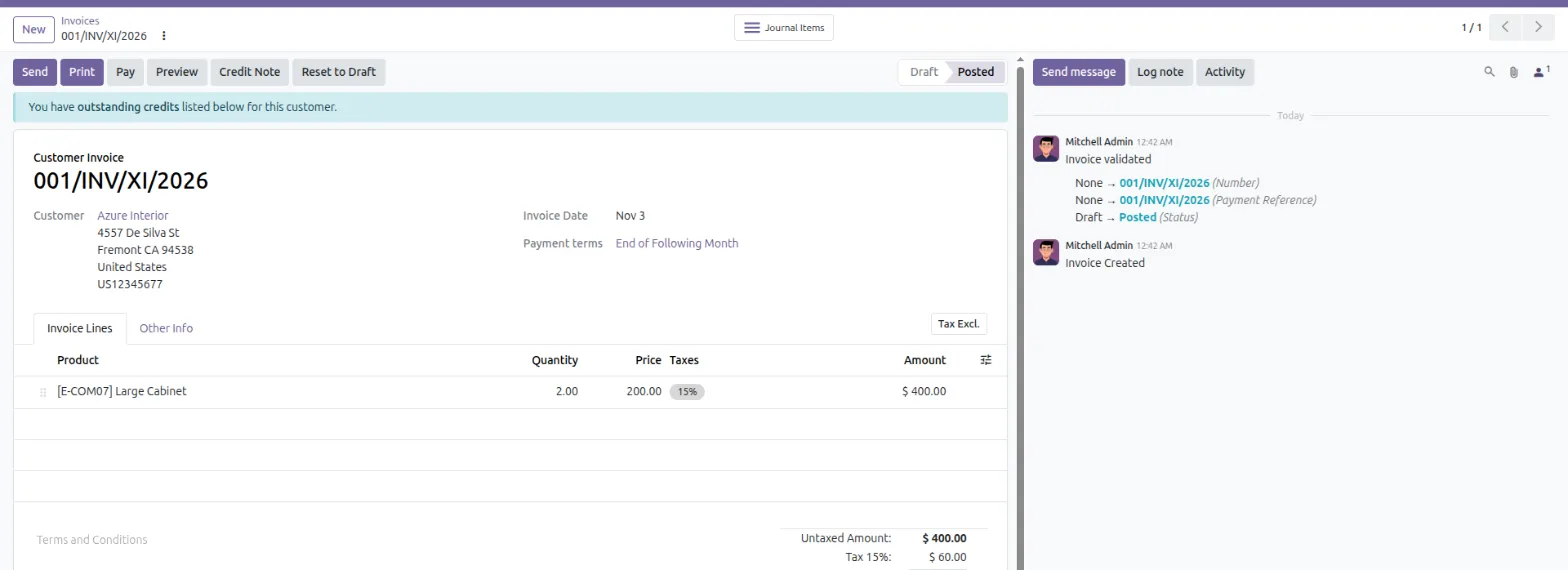 New
Invoices
001/INV/XI/2026
Journal Items
1 / 1
Send
Print
Pay
Preview
Credit Note
Reset to Draft
Draft
Posted
Send message
Log note
Activity
1
You have outstanding credits listed below for this customer.
Customer Invoice
001/INV/XI/2026
Customer
Azure Interior
4557 De Silva St
Fremont CA 94538
United States
US12345677
Invoice Date
Nov 3
Payment terms
End of Following Month
Invoice Lines
Other Info
Tax Excl.
Product Quantity Price Taxes Amount
[E-COM07] Large Cabinet 2.00 200.00 15% $ 400.00
Terms and Conditions
Untaxed Amount: $ 400.00
Tax 15%: $ 60.00
Today
Mitchell Admin 12:42 AM
Invoice validated
None → 001/INV/XI/2026 (Number)
None → 001/INV/XI/2026 (Payment Reference)
Draft → Posted (Status)
Mitchell Admin 12:42 AM
Invoice Created